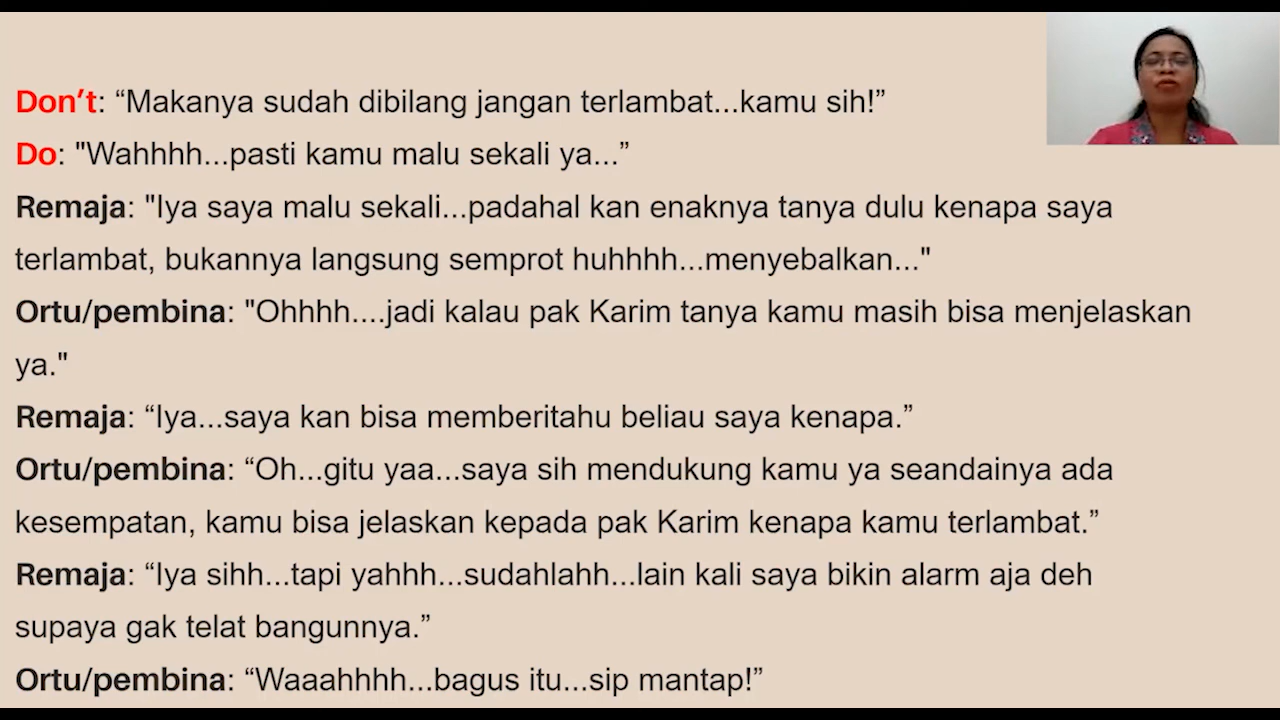 Don't: “Makanya sudah dibilang jangan terlambat...kamu sih!”
Do: "Wahhhh...pasti kamu malu sekali ya...”
Remaja: "Iya saya malu sekali...padahal kan enaknya tanya dulu kenapa saya
terlambat, bukannya langsung semprot huhhhh...menyebalkan..."
Ortu/pembina: "Ohhhh....jadi kalau pak Karim tanya kamu masih bisa menjelaskan
ya."
Remaja: “Iya...saya kan bisa memberitahu beliau saya kenapa.”
Ortu/pembina: “Oh...gitu yaa...saya sih mendukung kamu ya seandainya ada
kesempatan, kamu bisa jelaskan kepada pak Karim kenapa kamu terlambat.”
Remaja: “Iya sihh...tapi yahhh...sudahlahh...lain kali saya bikin alarm aja deh
supaya gak telat bangunnya.”
Ortu/pembina: “Waaahhhh...bagus itu...sip mantap!”